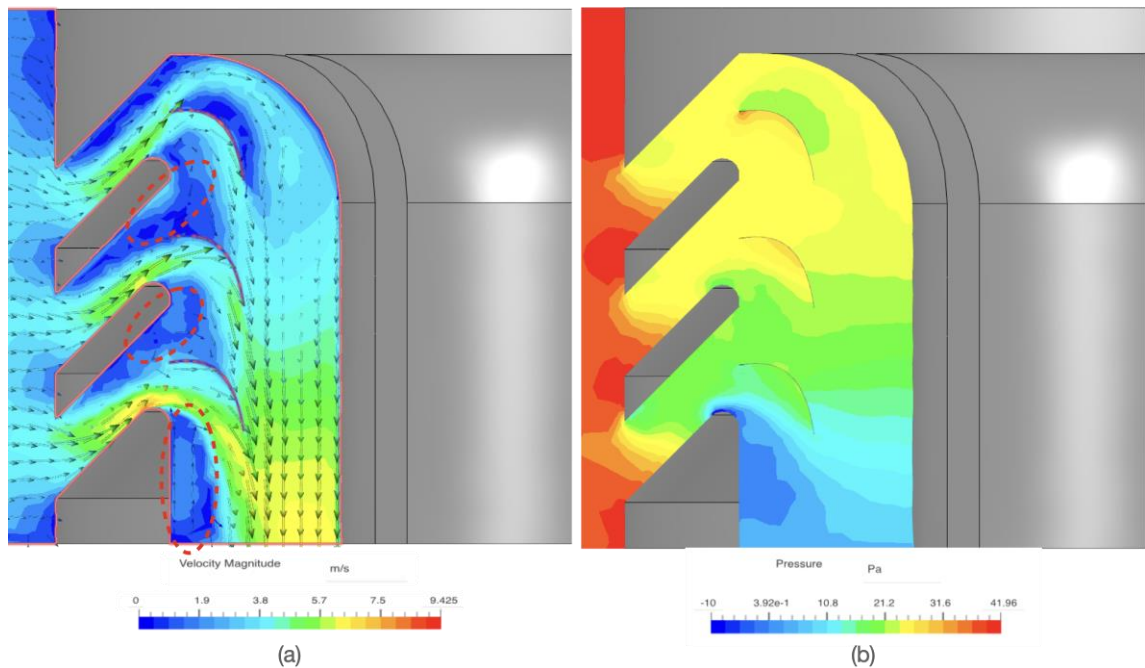 Velocity Magnitude m/s
0 1.9 3.8 5.7 7.5 9.425
(a)
Pressure Pa
-10 3.92e-1 10.8 21.2 31.6 41.96
(b)